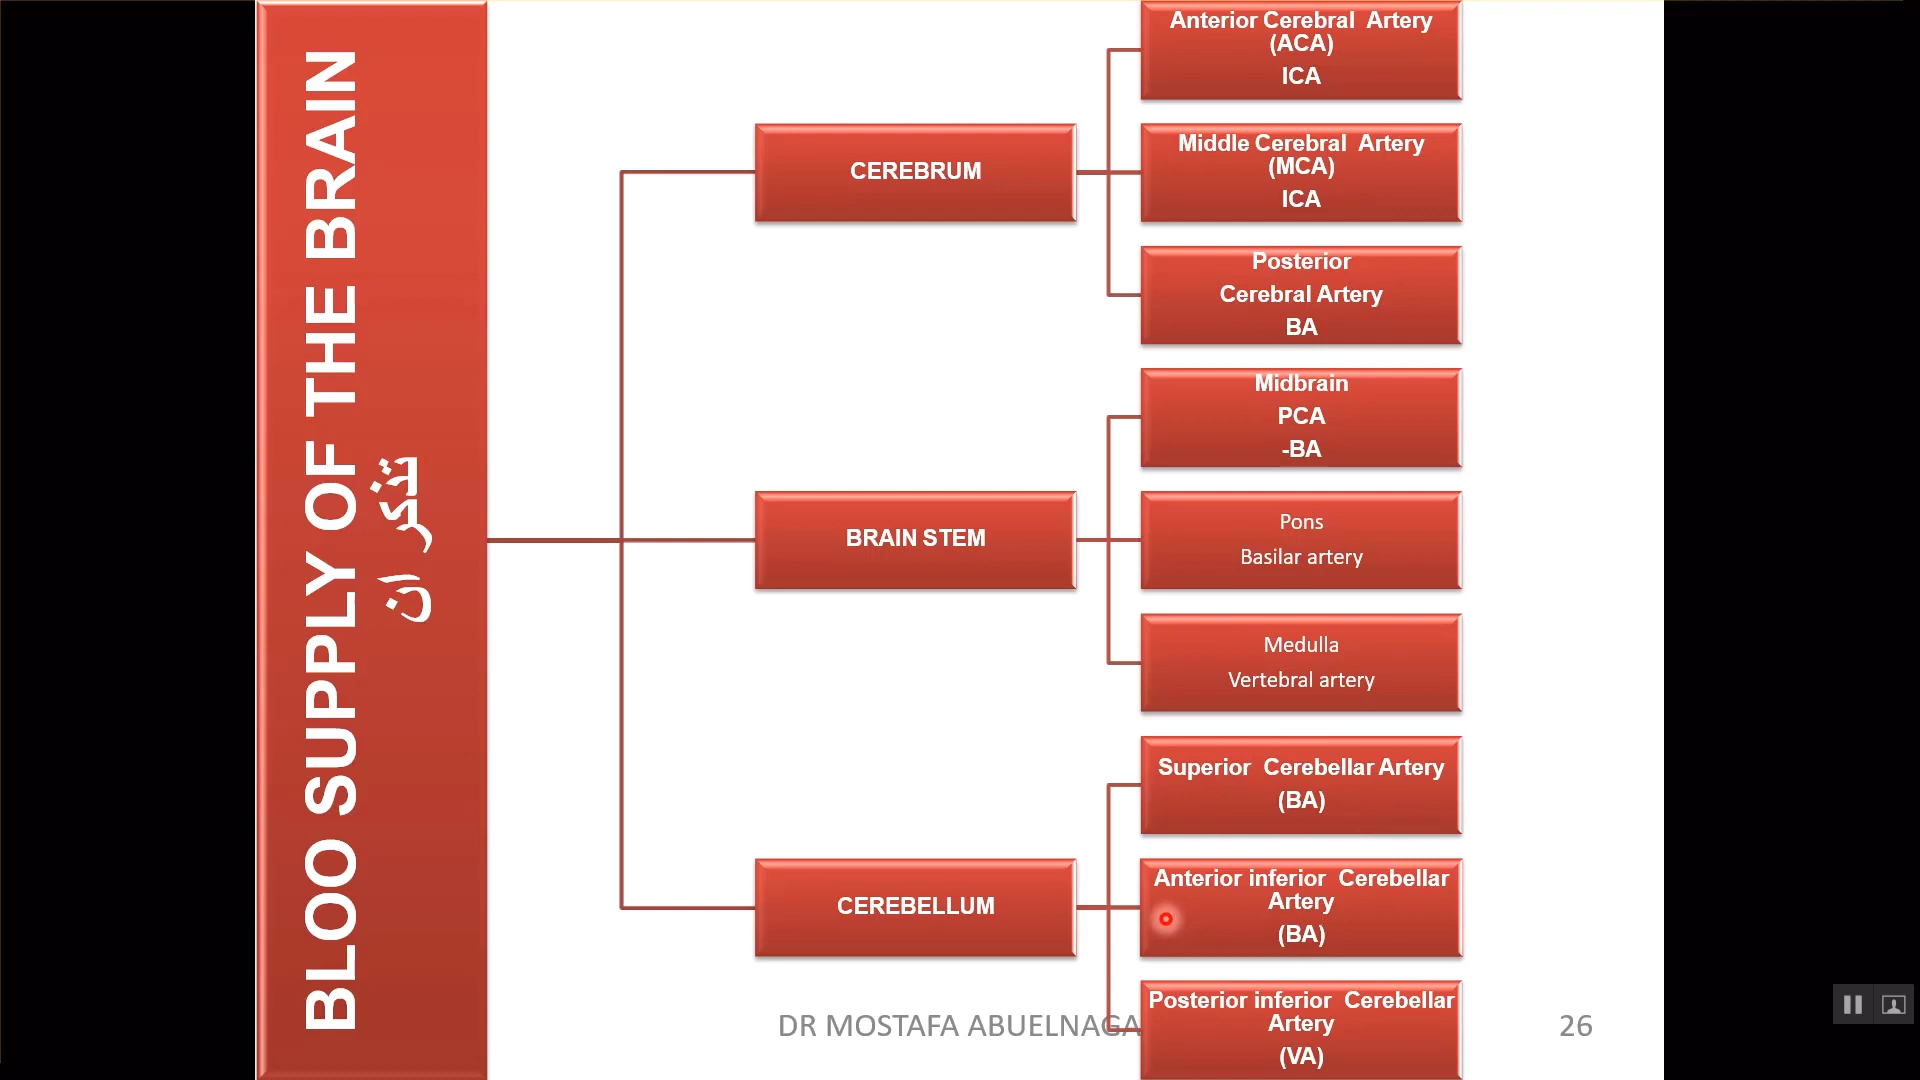 BLOO SUPPLY OF THE BRAIN
شكرا
Anterior Cerebral Artery
(ACA)
ICA
CEREBRUM
Middle Cerebral Artery
(MCA)
ICA
Posterior
Cerebral Artery
BA
Midbrain
PCA
-BA
BRAIN STEM
Pons
Basilar artery
Medulla
Vertebral artery
Superior Cerebellar Artery
(BA)
CEREBELLUM
Anterior inferior Cerebellar
Artery
(BA)
Posterior inferior Cerebellar
Artery
(VA)
DR MOSTAFA ABUELNAGA
26